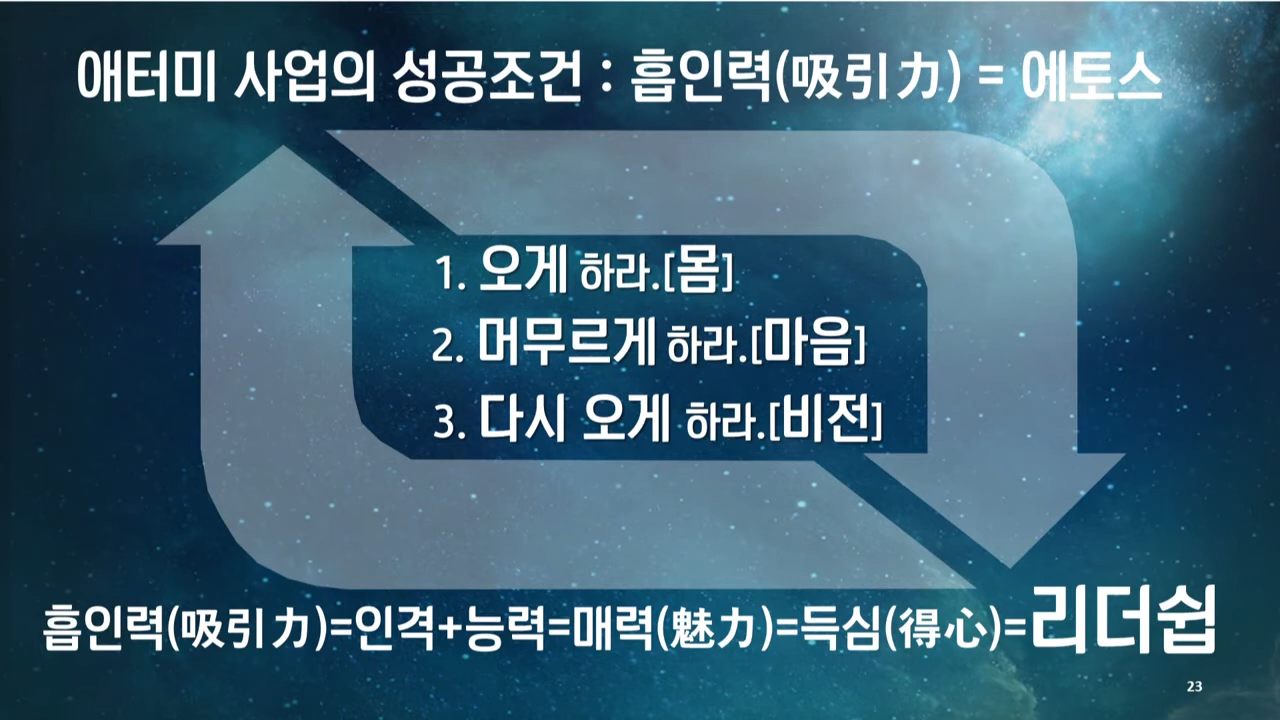 애터미 사업의 성공조건 : 흡인력(吸引力) = 에토스
1. 오게 하라.[몸]
2. 머무르게 하라.[마음]
3. 다시 오게 하라.[비전]
흡인력(吸引力)=인격+능력=매력(魅力)=득심(得心)=리더쉽
23